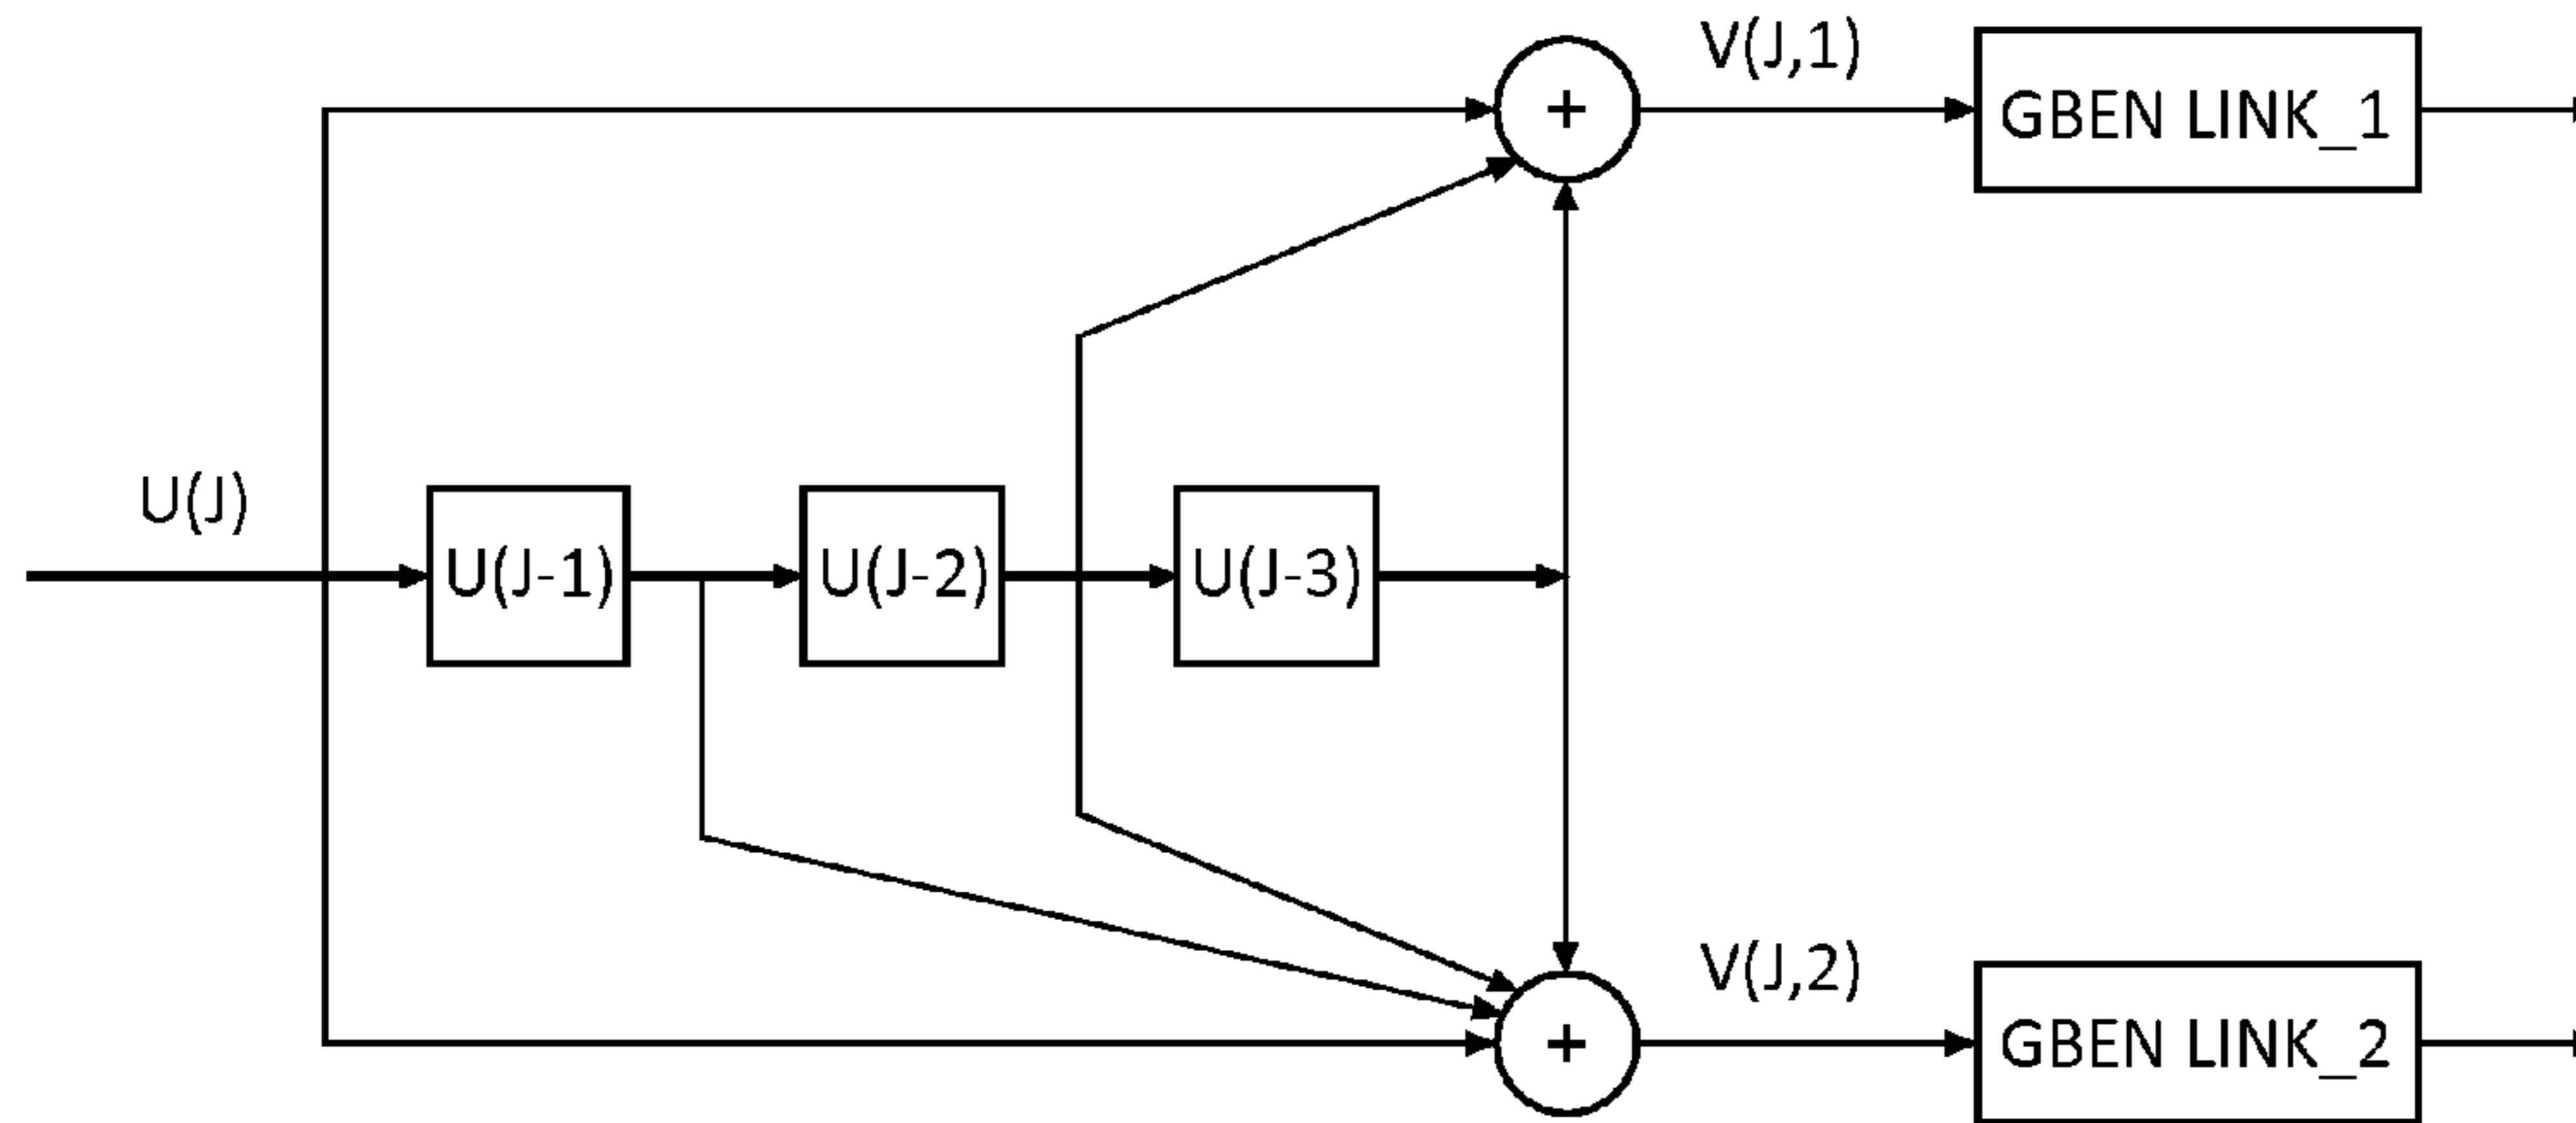 V(J,1)
+
GBEN LINK_1
U(J)
U(J-1)
U(J-2)
U(J-3)
V(J,2)
+
GBEN LINK_2